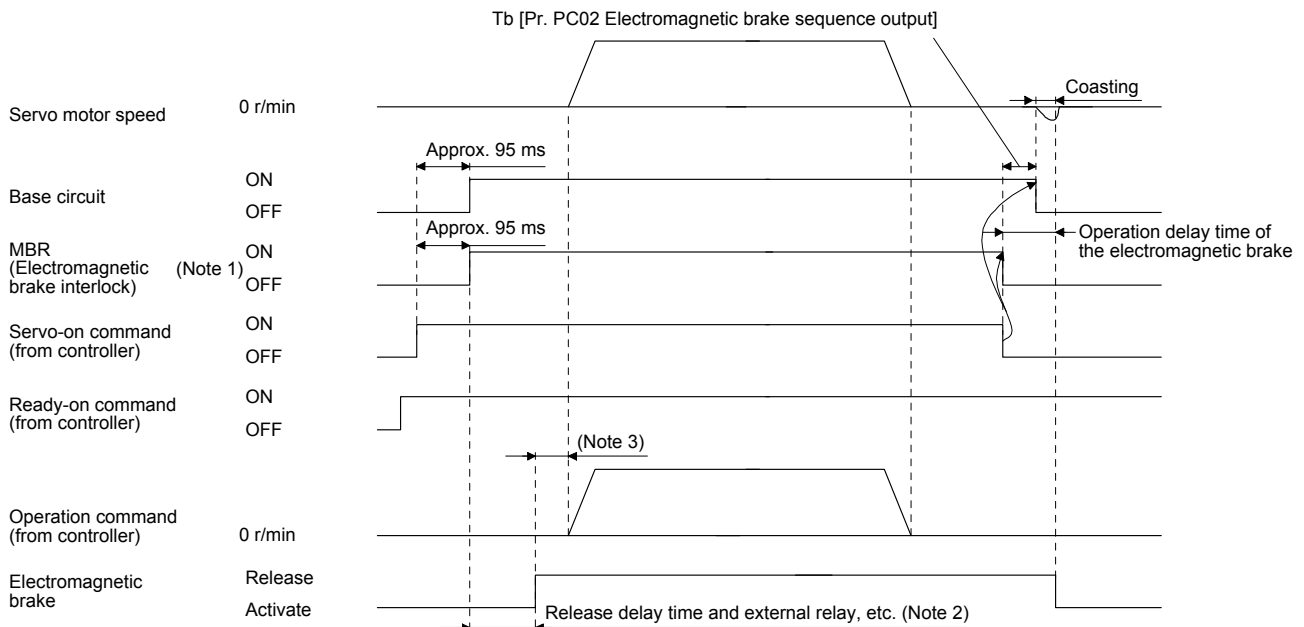 Tb [Pr. PC02 Electromagnetic brake sequence output]
Coasting
Servo motor speed
0 r/min
Approx. 95 ms
Base circuit
ON
OFF
Approx. 95 ms
Operation delay time of
the electromagnetic brake
MBR
(Electromagnetic
brake interlock)
(Note 1)
ON
OFF
Servo-on command
(from controller)
ON
OFF
Ready-on command
(from controller)
ON
OFF
(Note 3)
Operation command
(from controller)
0 r/min
Electromagnetic
brake
Release
Activate
Release delay time and external relay, etc. (Note 2)